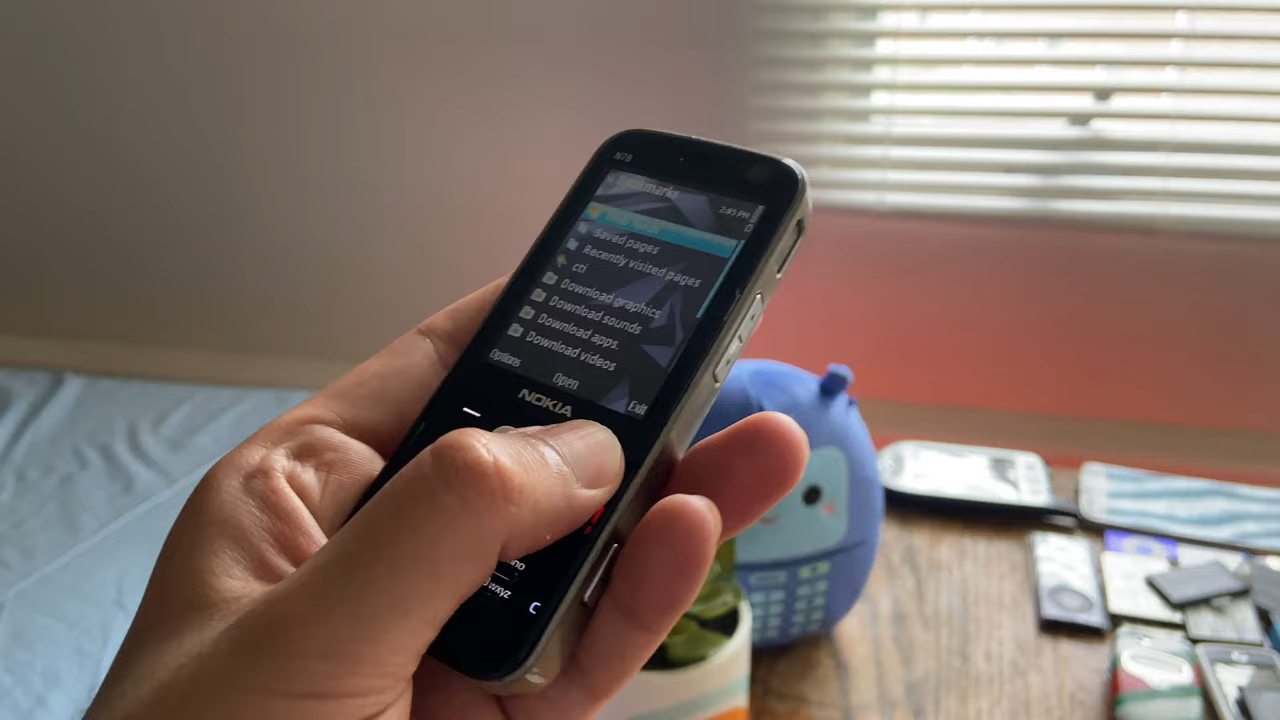 N78
Bookmarks
2:45 PM
Saved pages
Recently visited pages
cti
Download graphics
Download sounds
Download apps.
Download videos
Options
Open
Exit
NOKIA
wxyz
C